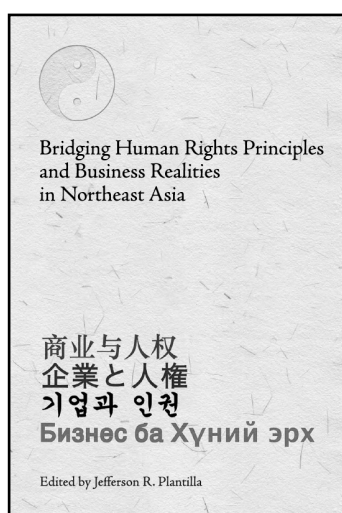 Bridging Human Rights Principles
and Business Realities
in Northeast Asia
商业与人权
企業と人権
기업과 인권
Бизнес ба Хүний эрх
Edited by Jefferson R. Plantilla